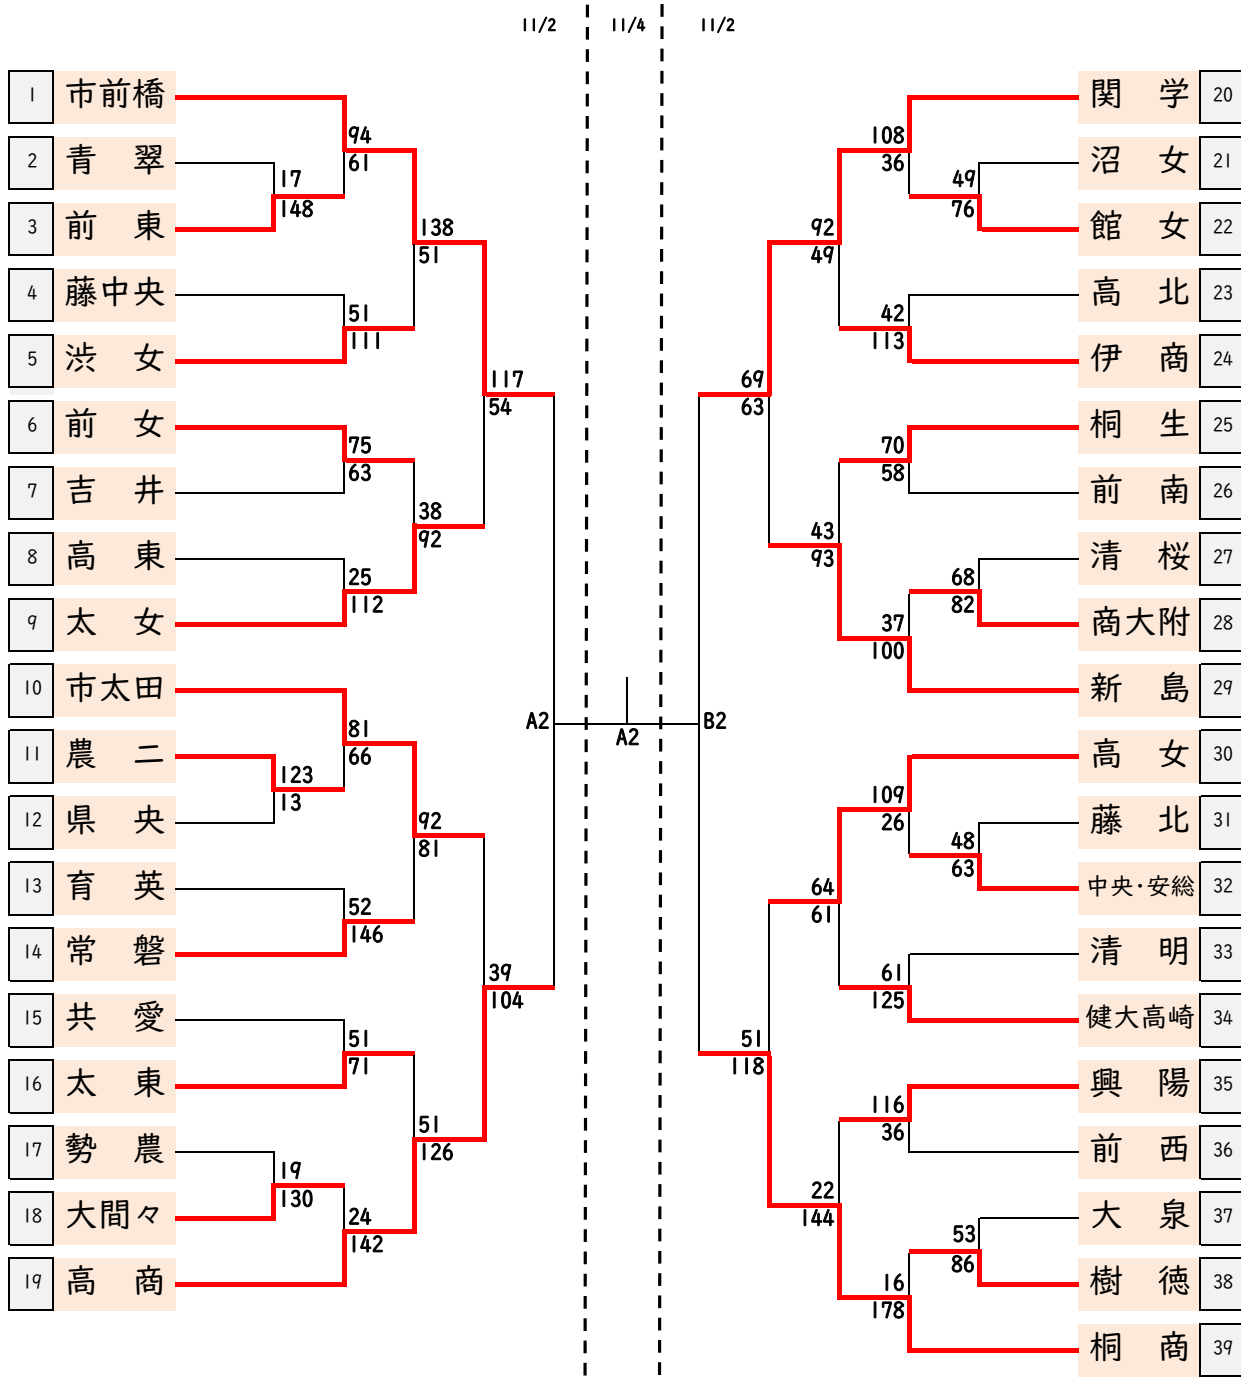 11/2 11/4 11/2
1 市前橋
2 青 翠
3 前 東
4 藤中央
5 渋 女
6 前 女
7 吉 井
8 高 東
9 太 女
10 市太田
11 農 二
12 県 央
13 育 英
14 常 磐
15 共 愛
16 太 東
17 勢 農
18 大間々
19 高 商
94
61
17
148
138
51
51
111
117
54
75
63
38
92
25
112
81
66
123
13
92
81
52
146
39
104
51
71
51
126
19
130
24
142
A2
A2
B2
108
36
49
76
92
49
42
113
69
63
70
58
43
93
68
82
37
100
109
26
48
63
64
61
61
125
51
118
116
36
22
144
53
86
16
178
関 学 20
沼 女 21
館 女 22
高 北 23
伊 商 24
桐 生 25
前 南 26
清 桜 27
商大附 28
新 島 29
高 女 30
藤 北 31
中央・安総 32
清 明 33
健大高崎 34
興 陽 35
前 西 36
大 泉 37
樹 徳 38
桐 商 39